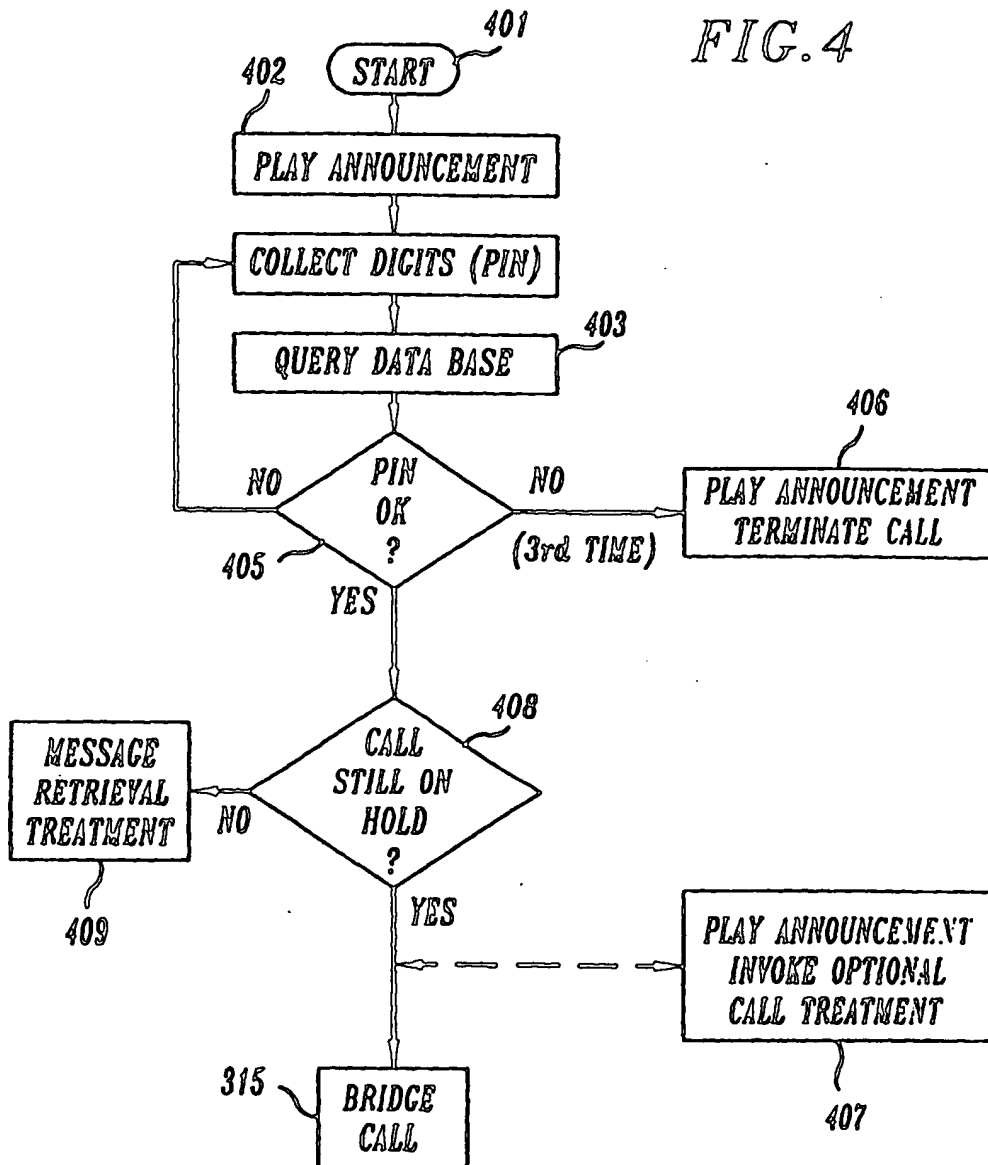 FIG. 4
401
START
402
PLAY ANNOUNCEMENT
COLLECT DIGITS (PIN)
403
QUERY DATA BASE
406
NO
PIN
OK
?
NO
(3rd TIME)
PLAY ANNOUNCEMENT
TERMINATE CALL
405
YES
408
CALL
STILL ON
HOLD
?
MESSAGE
RETRIEVAL
TREATMENT
NO
409
YES
PLAY ANNOUNCEMENT
INVOKE OPTIONAL
CALL TREATMENT
407
315
BRIDGE
CALL